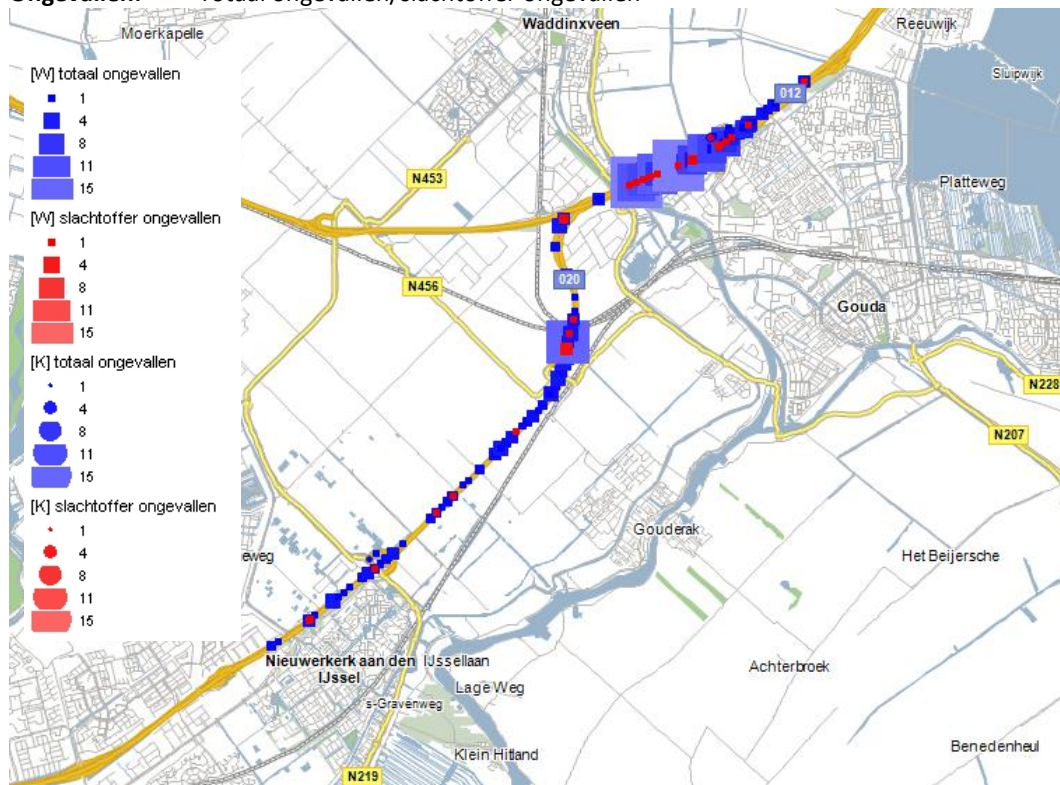 Ongevallen: Totaal ongevallen/slachtoffer ongevallen
Waddinxveen
Reeuwijk
Moerkapelle
Sluipwijk
[W] totaal ongevallen
1
4
8
11
15
012
N453
Platteweg
[W] slachtoffer ongevallen
1
4
8
11
15
020
N456
Gouda
[K] totaal ongevallen
1
4
8
11
15
N228
N207
[K] slachtoffer ongevallen
1
4
8
11
15
Gouderak
Het Beijersche
eweg
Nieuwerkerk aan den
IJssel
IJssellaan
Achterbroek
Lage Weg
s-Gravenweg
Klein Hitland
Benedenheul
N219